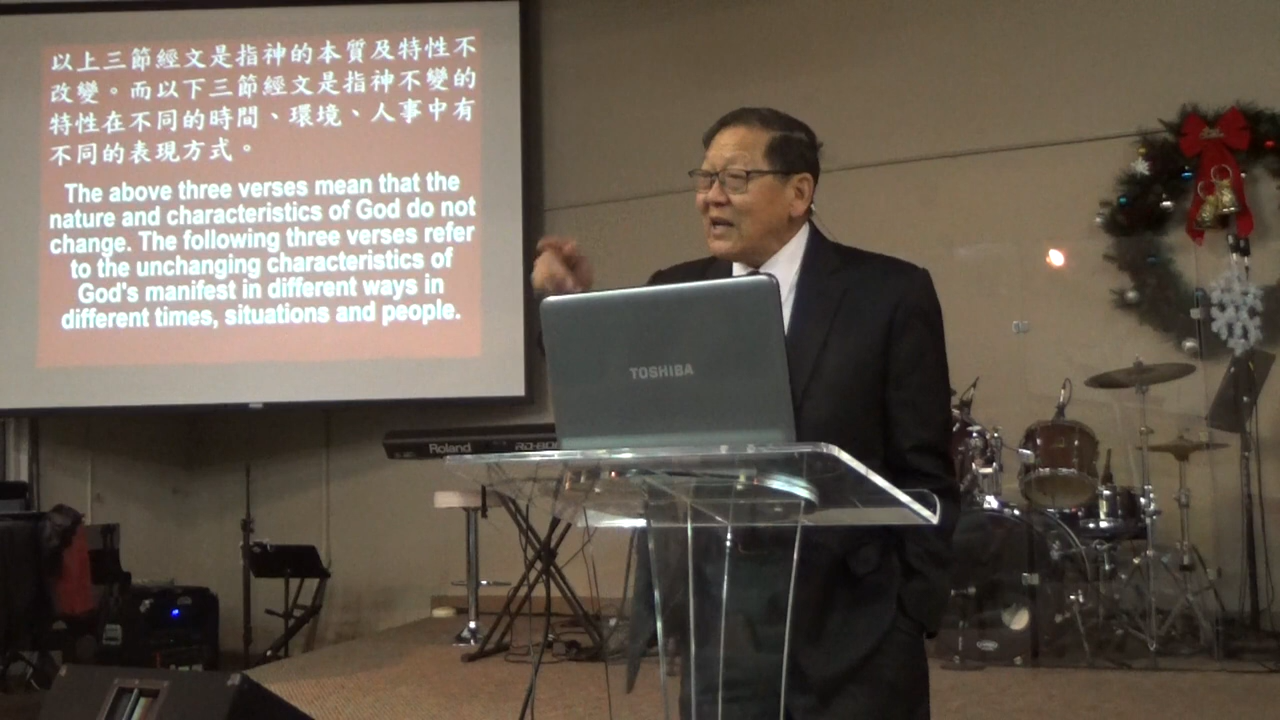 以上三節經文是指神的本質及特性不
改變。而以下三節經文是指神不變的
特性在不同的時間、環境、人事中有
不同的表現方式。
The above three verses mean that the
nature and characteristics of God do not
change. The following three verses refer
to the unchanging characteristics of
God's manifest in different ways in
different times, situations and people.
TOSHIBA
Roland